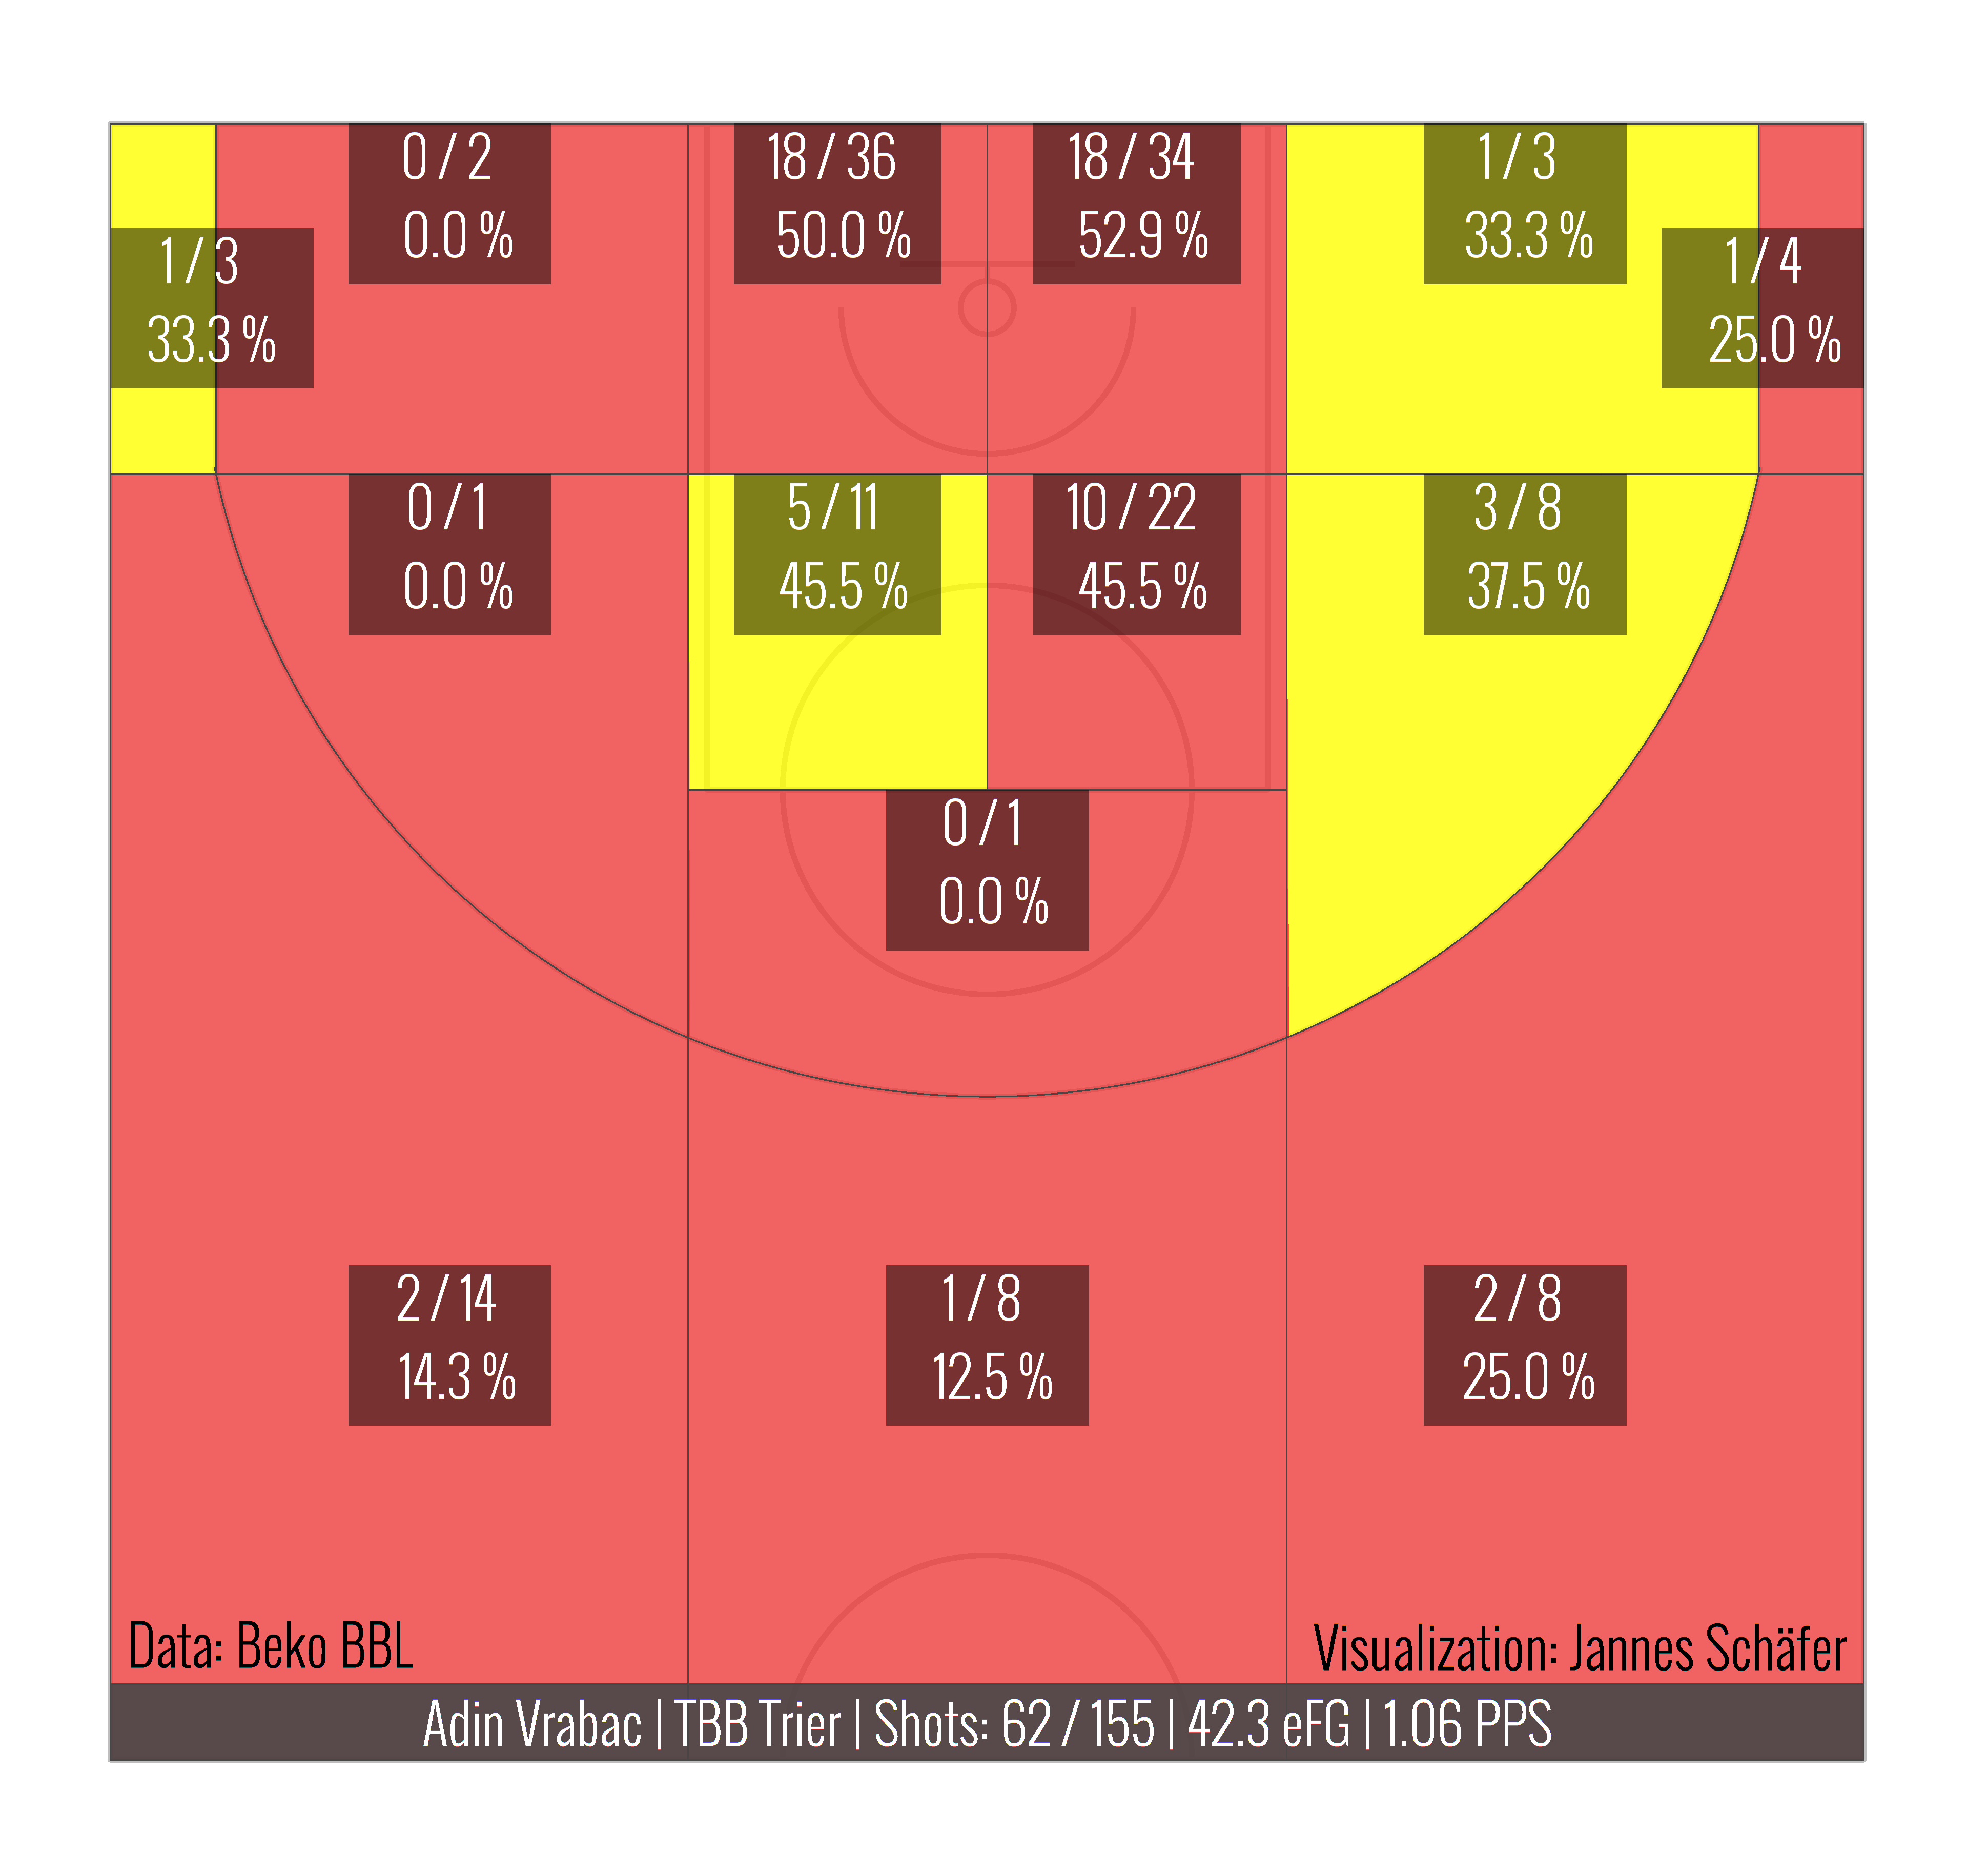 0 / 2
0.0 %
18 / 36
50.0 %
18 / 34
52.9 %
1 / 3
33.3 %
1 / 3
33.3 %
1 / 4
25.0 %
0 / 1
0.0 %
5 / 11
45.5 %
10 / 22
45.5 %
3 / 8
37.5 %
0 / 1
0.0 %
2 / 14
14.3 %
1 / 8
12.5 %
2 / 8
25.0 %
Data: Beko BBL
Visualization: Jannes Schäfer
Adin Vrabac | TBB Trier | Shots: 62 / 155 | 42.3 eFG | 1.06 PPS